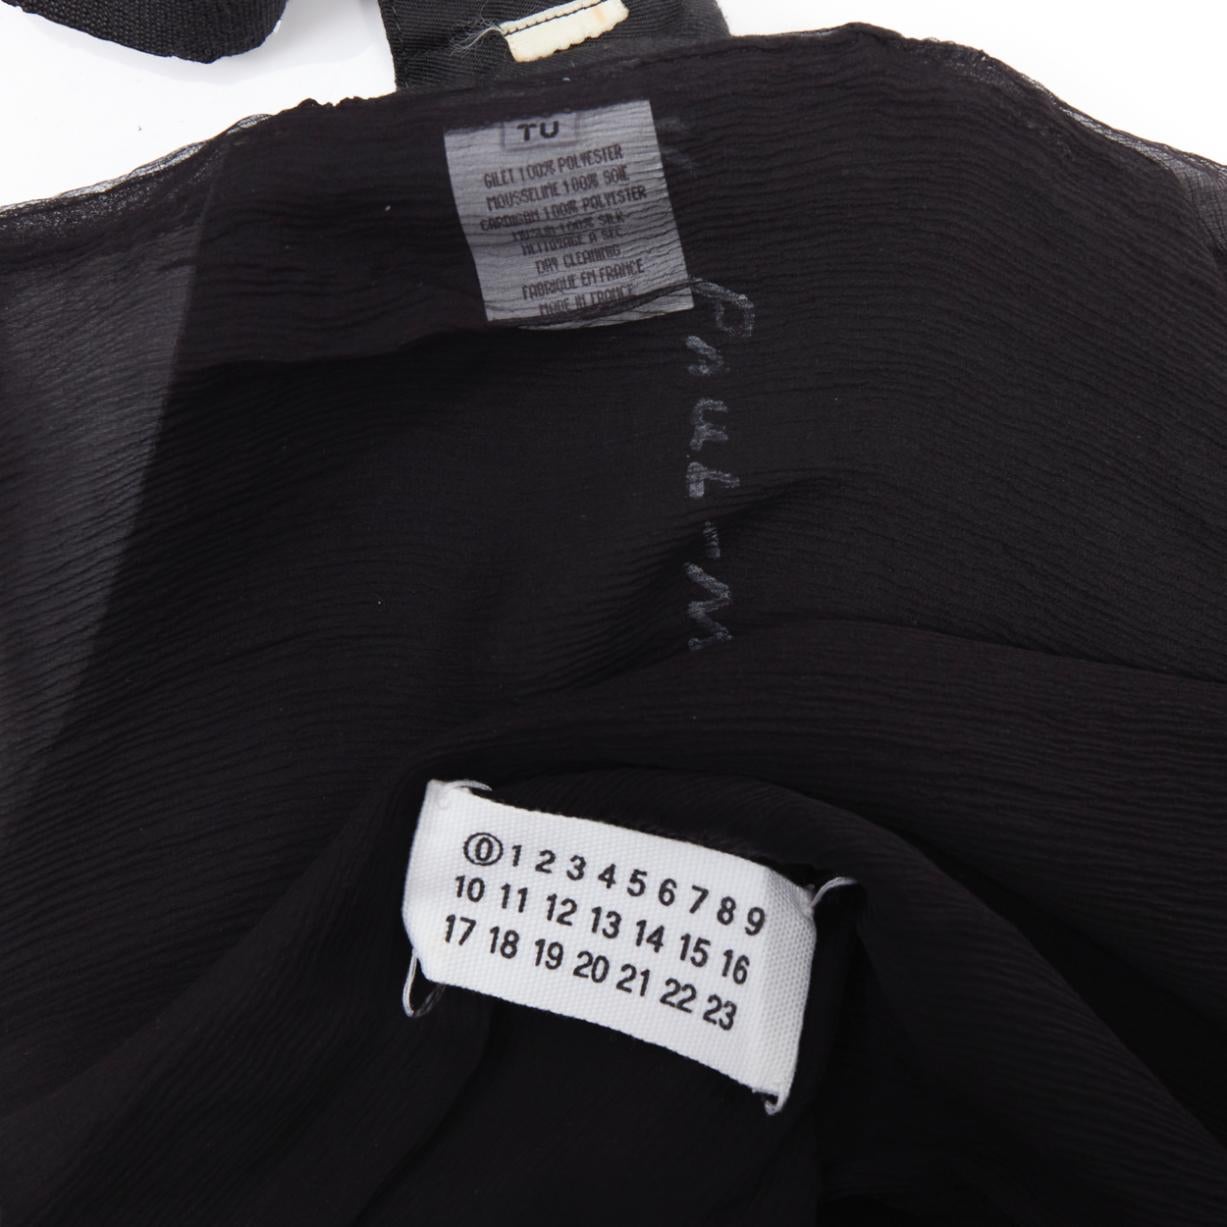 TU
GILET 100% POLYESTER
MOUSSELINE 100% SOIE
CARDIGAN 100% POLYESTER
MUSLIN 100% SILK
NETTOYAGE A SEC
DRY CLEANING
FABRIQUE EN FRANCE
MADE IN FRANCE
0 1 2 3 4 5 6 7 8 9
10 11 12 13 14 15 16
17 18 19 20 21 22 23